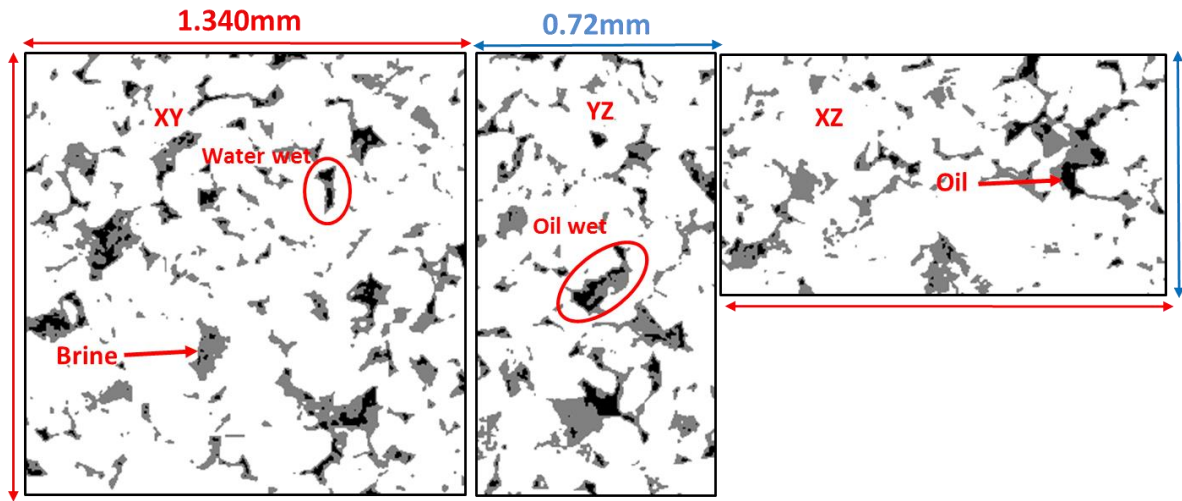 1.340mm
0.72mm
XY
YZ
XZ
Water wet
Oil
Oil wet
Brine